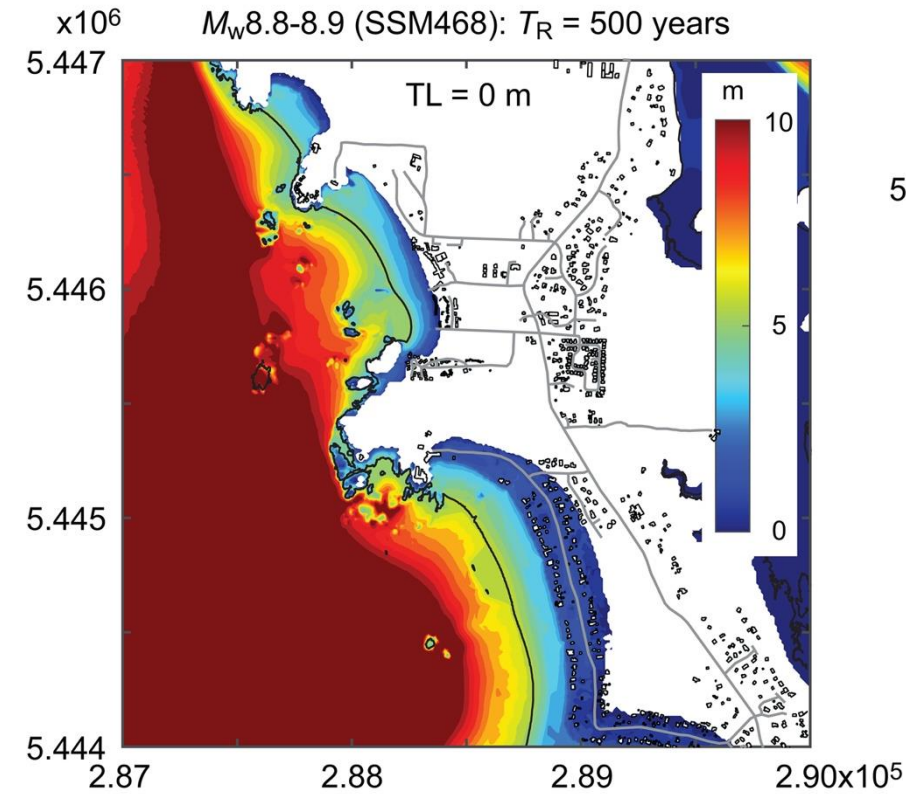 x10⁶ Mw8.8-8.9 (SSM468): TR = 500 years
5.447
TL = 0 m
m
10
5
5.446
5
5.445
0
5.444
2.87 2.88 2.89 2.90x10⁵